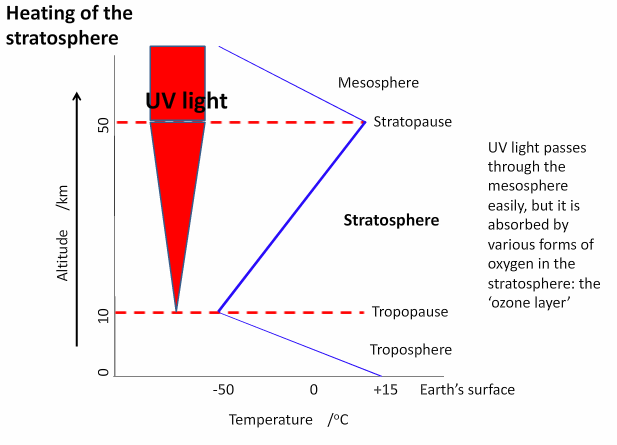 Heating of the
stratosphere
UV light
Mesosphere
50
Stratopause
UV light passes
through the
mesosphere
easily, but it is
absorbed by
various forms of
oxygen in the
stratosphere: the
‘ozone layer’
Altitude /km
Stratosphere
10
Tropopause
Troposphere
0
-50 0 +15 Earth’s surface
Temperature /°C